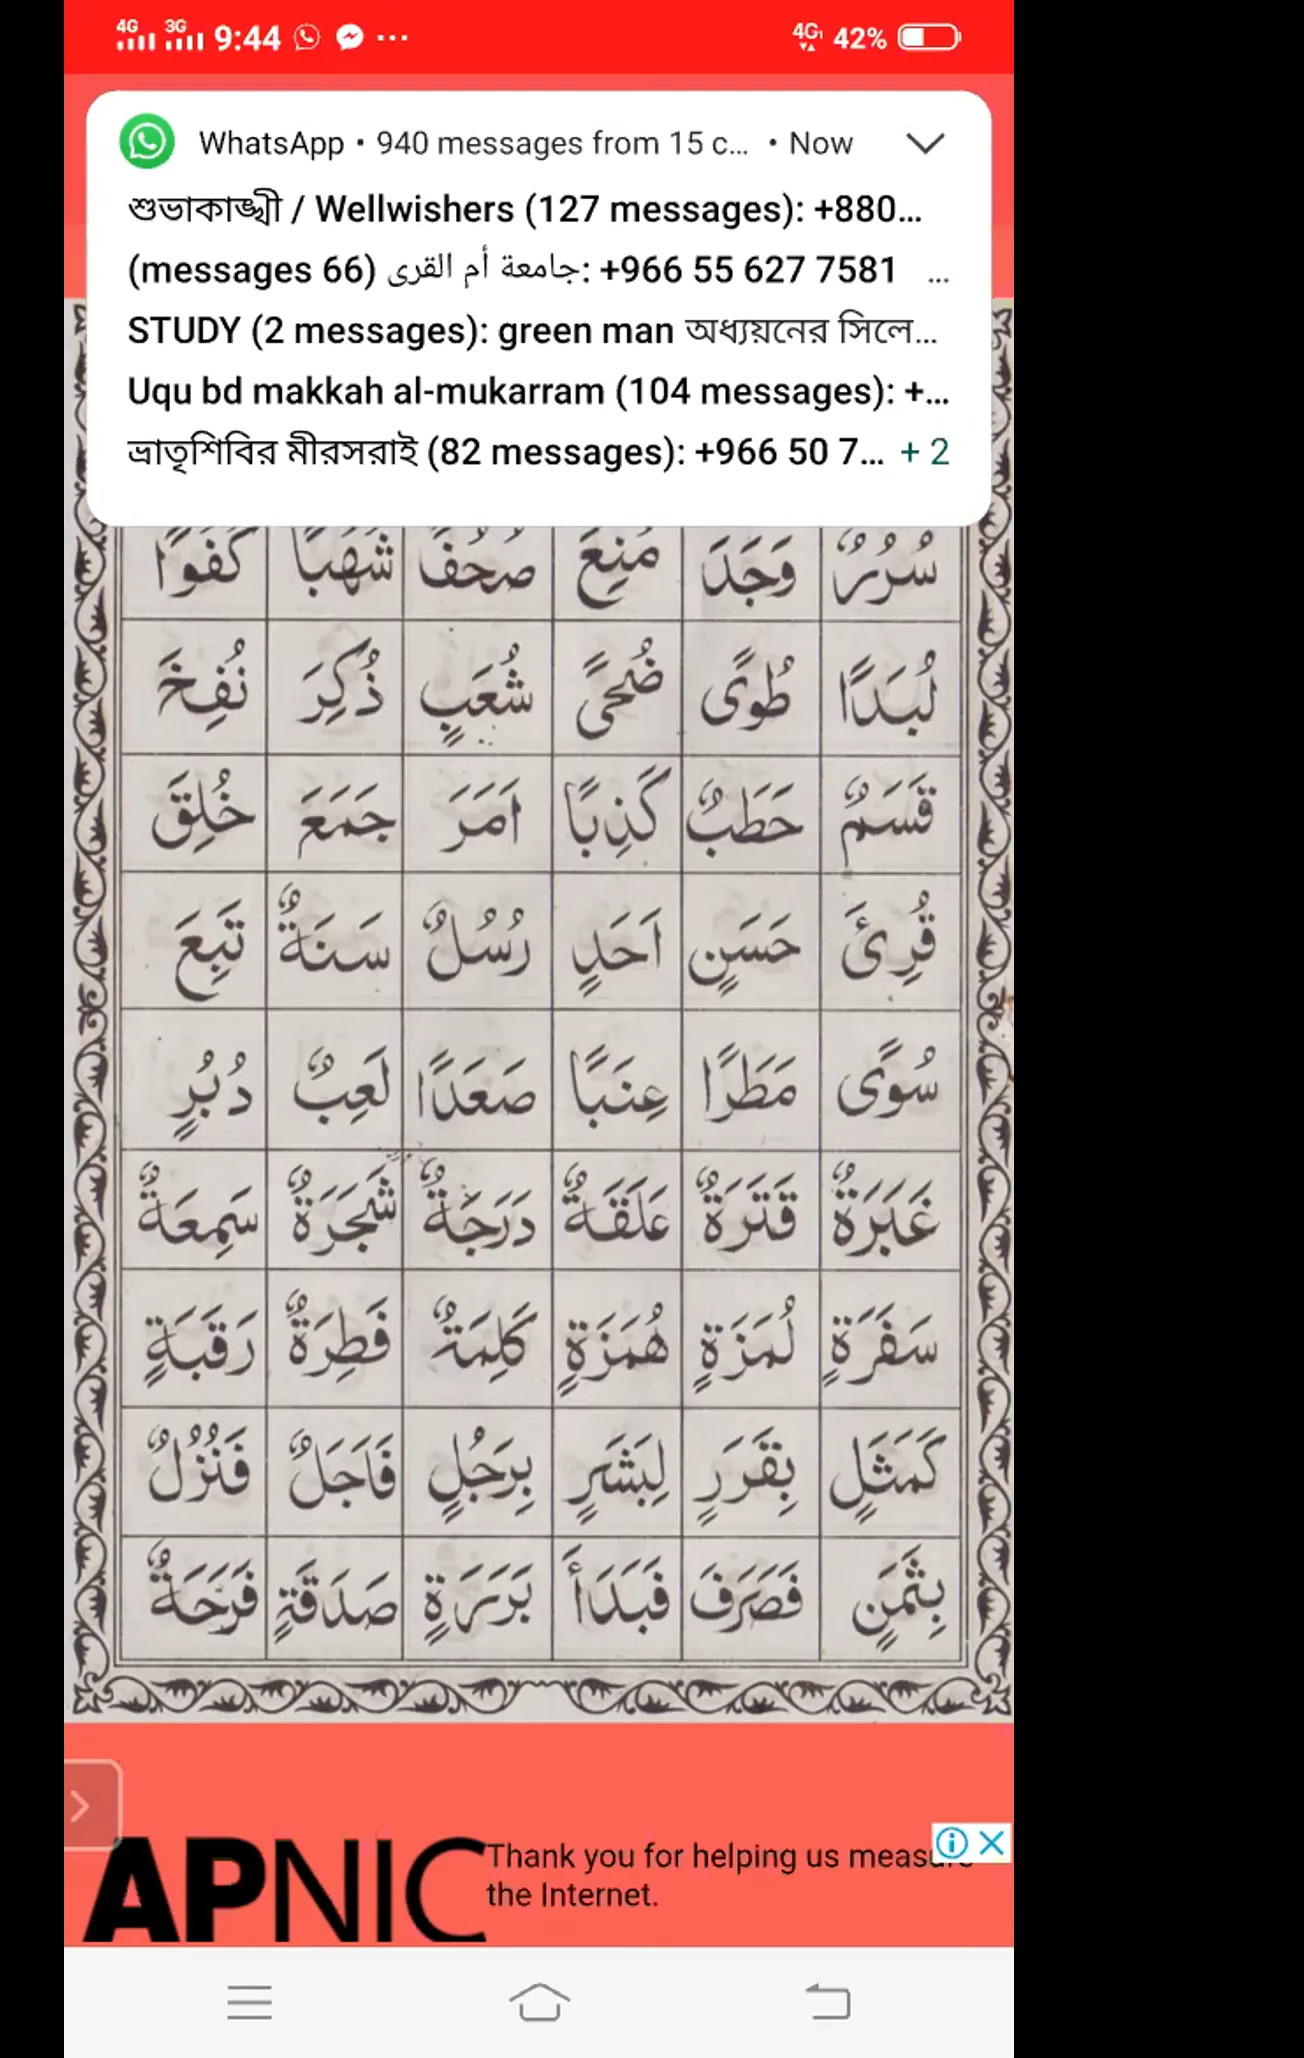 4G 3G 9:44 ... 4G 42%
WhatsApp • 940 messages from 15 c... • Now
শুভাকাঙ্খী / Wellwishers (127 messages): +880...
(messages 66) جامعة أم القرى: +966 55 627 7581 ...
STUDY (2 messages): green man অধ্যয়নের সিলে...
Uqu bd makkah al-mukarram (104 messages): +...
ভ্রাতৃশিবির মীরসরাই (82 messages): +966 50 7... + 2
سُرُرٌ وَجَدَ مُنِعَ صُحُفًا شُهُبًا كُفُوًا
لُبَدًا طُوًى ضُحًى شُعَبٍ ذُكِرَ نُفِخَ
قَسَمٌ حَطَبٌ كَذِبًا اَمَرَ جَمَعَ خُلِقَ
قُرِئَ حَسَنٍ اَحَدٍ رُسُلٌ سَنَةٌ تَبِعَ
سُوًى مَطَرًا عِنَبًا صَعَدًا لَعِبٌ دُبُرٍ
غَبَرَةٌ قَتَرَةٌ عَلَقَةٌ دَرَجَةٌ شَجَرَةٌ سَمِعَةٌ
سَفَرَةٍ لُمَزَةٍ هُمَزَةٍ كَلِمَةٌ فَطِرَةٌ رَقَبَةٍ
كَمَثَلٍ بِقَرَرٍ لِبَشَرٍ بِرَجُلٍ فَاَجَلٌ فَنُزُلٌ
بِثَمَنٍ فَصَرَفَ فَبَدَأَ بَرَرَةٍ صَدَقَةٍ فَرَحَةٌ
APNIC Thank you for helping us measure
the Internet.